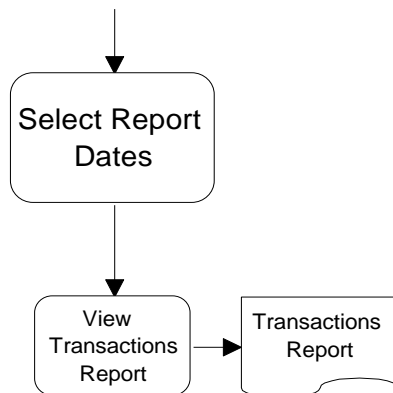 Select Report
Dates
View
Transactions
Report
Transactions
Report